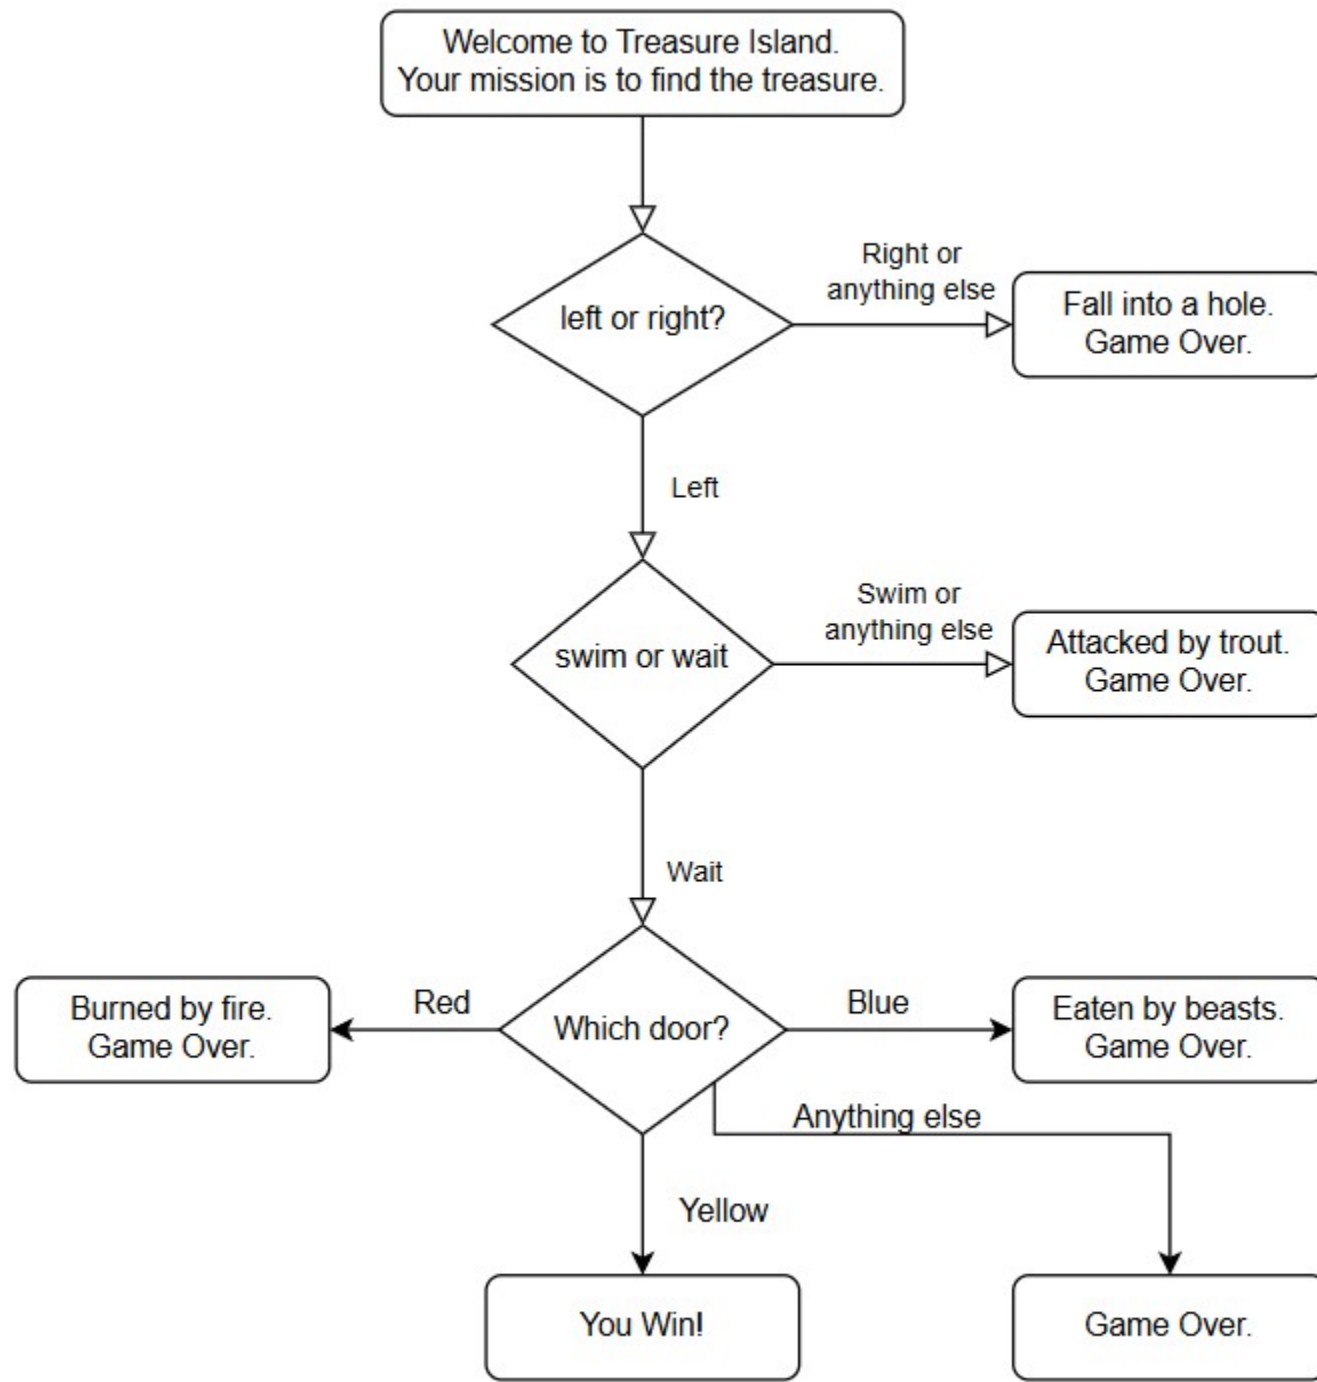 Welcome to Treasure Island.
Your mission is to find the treasure.
left or right?
Right or
anything else
Fall into a hole.
Game Over.
Left
swim or wait
Swim or
anything else
Attacked by trout.
Game Over.
Wait
Burned by fire.
Game Over.
Red
Which door?
Blue
Eaten by beasts.
Game Over.
Anything else
Yellow
You Win!
Game Over.